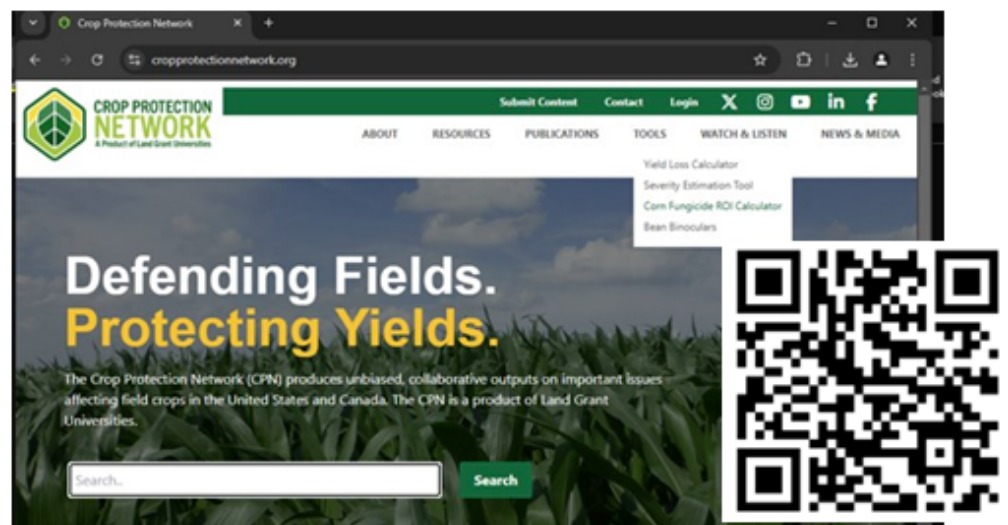 Crop Protection Network
cropprotectionnetwork.org
CROP PROTECTION
NETWORK
A Product of Land Grant Universities
Submit Content Contact Login
ABOUT RESOURCES PUBLICATIONS TOOLS WATCH & LISTEN NEWS & MEDIA
Yield Loss Calculator
Severity Estimation Tool
Corn Fungicide ROI Calculator
Bean Binoculars
Defending Fields.
Protecting Yields.
The Crop Protection Network (CPN) produces unbiased, collaborative outputs on important issues
affecting field crops in the United States and Canada. The CPN is a product of Land Grant
Universities.
Search..
Search